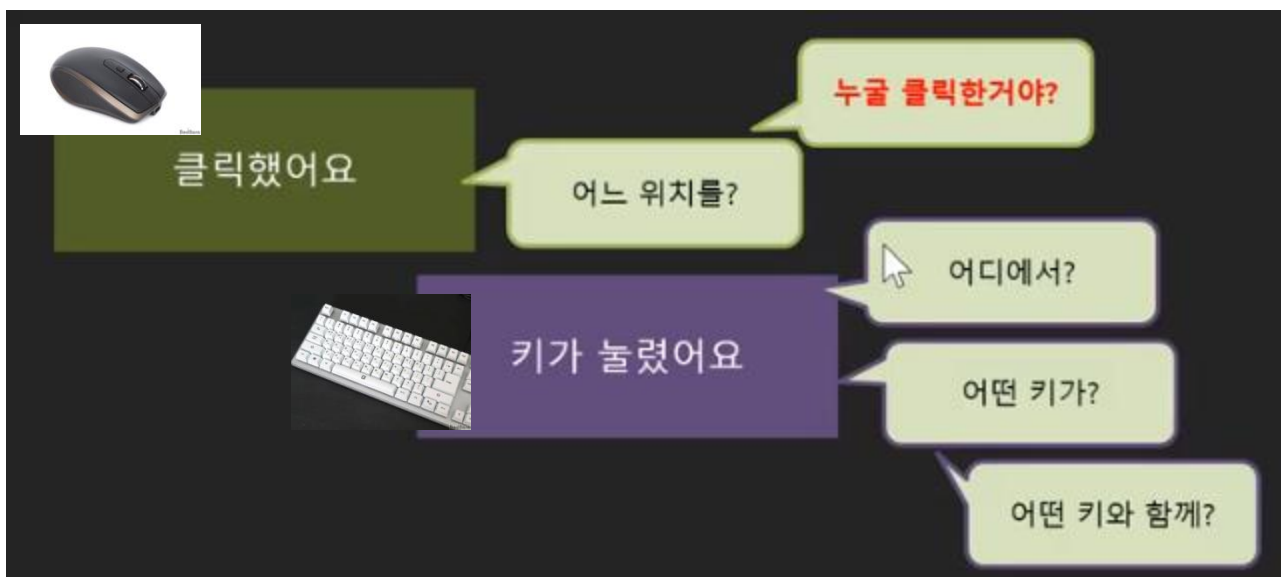 누굴 클릭한거야?
클릭했어요
어느 위치를?
어디에서?
키가 눌렸어요
어떤 키가?
어떤 키와 함께?